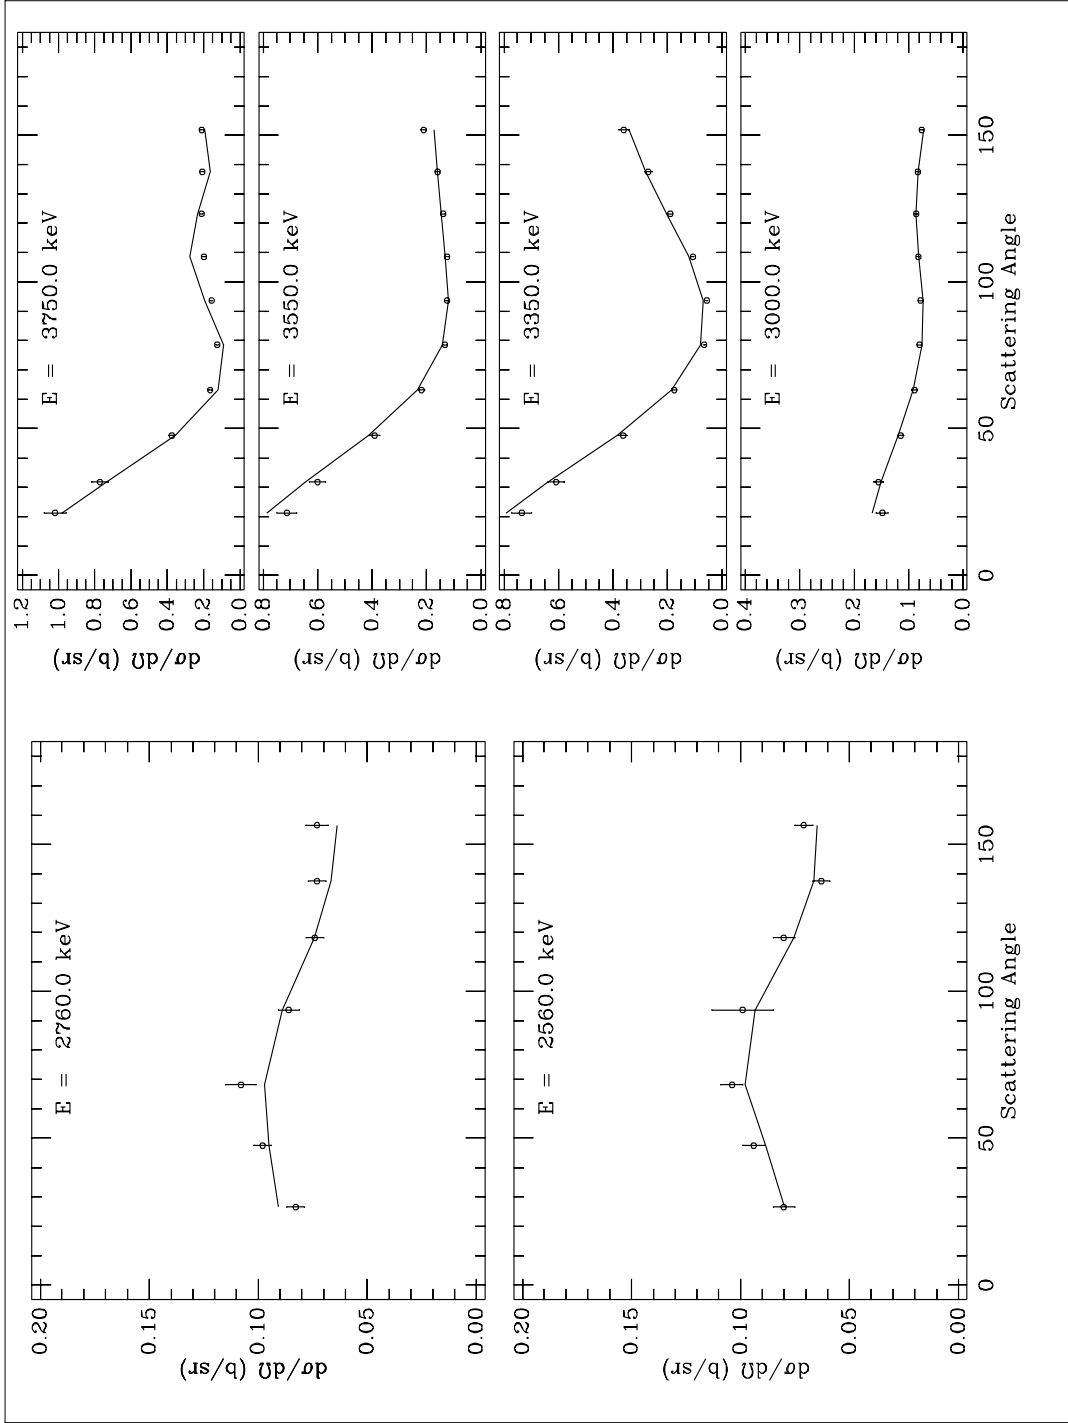 E = 2760.0 keV
dσ/dΩ (b/sr)
0.20
0.15
0.10
0.05
0.00
E = 2560.0 keV
dσ/dΩ (b/sr)
0.20
0.15
0.10
0.05
0.00
0 50 100 150
Scattering Angle
E = 3750.0 keV
dσ/dΩ (b/sr)
1.2
1.0
0.8
0.6
0.4
0.2
0.0
E = 3550.0 keV
dσ/dΩ (b/sr)
0.8
0.6
0.4
0.2
0.0
E = 3350.0 keV
dσ/dΩ (b/sr)
0.8
0.6
0.4
0.2
0.0
E = 3000.0 keV
dσ/dΩ (b/sr)
0.4
0.3
0.2
0.1
0.0
0 50 100 150
Scattering Angle